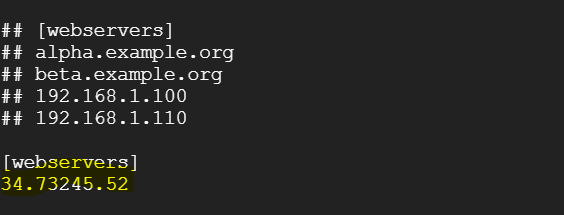 ## [webservers]
## alpha.example.org
## beta.example.org
## 192.168.1.100
## 192.168.1.110
[webservers]
34.73245.52